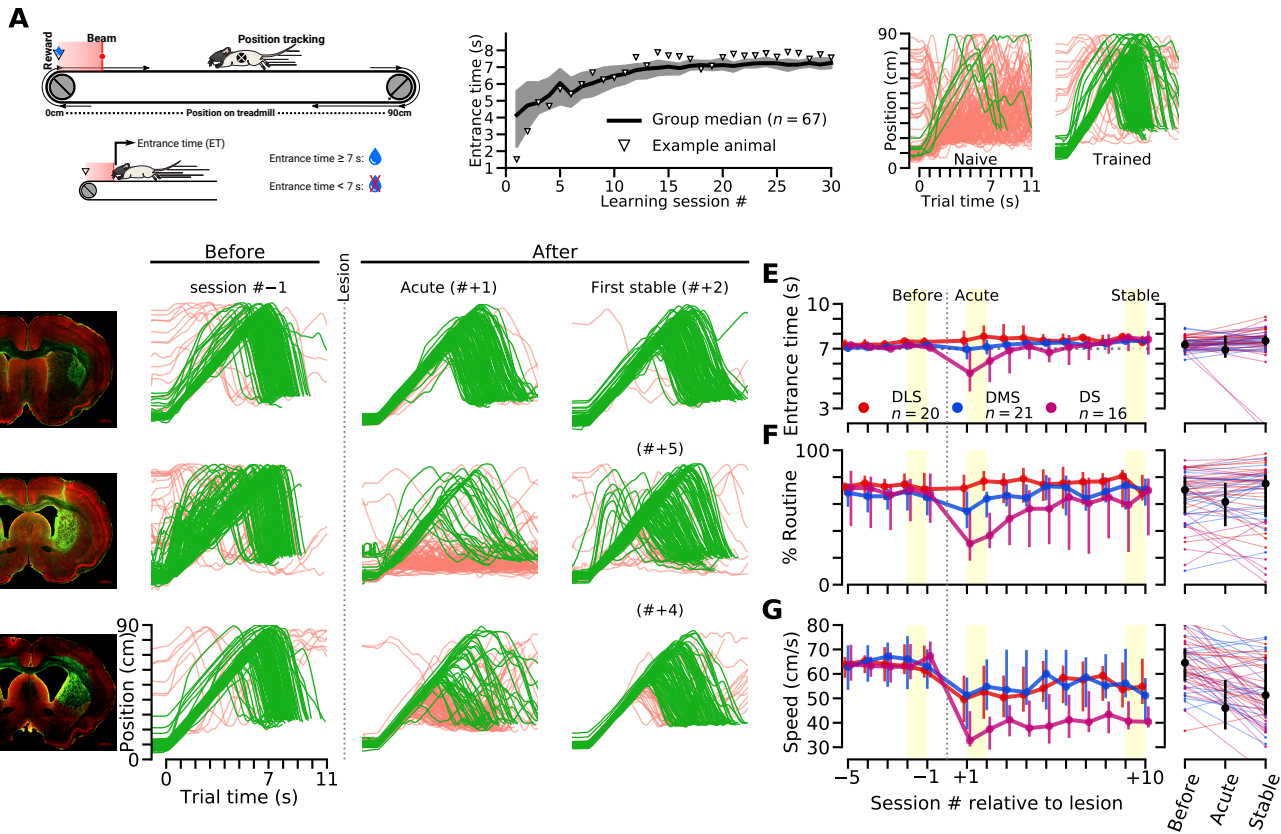 A
Reward
Beam
Position tracking
0cm
Position on treadmill
90cm
Entrance time (ET)
Entrance time ≥ 7 s:
Entrance time < 7 s:
Entrance time (s)
8
7
6
5
4
3
2
1
Group median (n = 67)
Example animal
0 5 10 15 20 25 30
Learning session #
Position (cm)
90
0
Naive
Trained
0 7 11
Trial time (s)
Before
Lesion
After
session #−1
Acute (#+1)
First stable (#+2)
(#+5)
(#+4)
Position (cm)
90
0
0 7 11
Trial time (s)
E
Entrance time (s)
10
7
3
Before
Acute
Stable
DLS
n = 20
DMS
n = 21
DS
n = 16
F
% Routine
100
0
G
Speed (cm/s)
80
70
60
50
40
30
−5 −1 +1 +10
Session # relative to lesion
Before
Acute
Stable